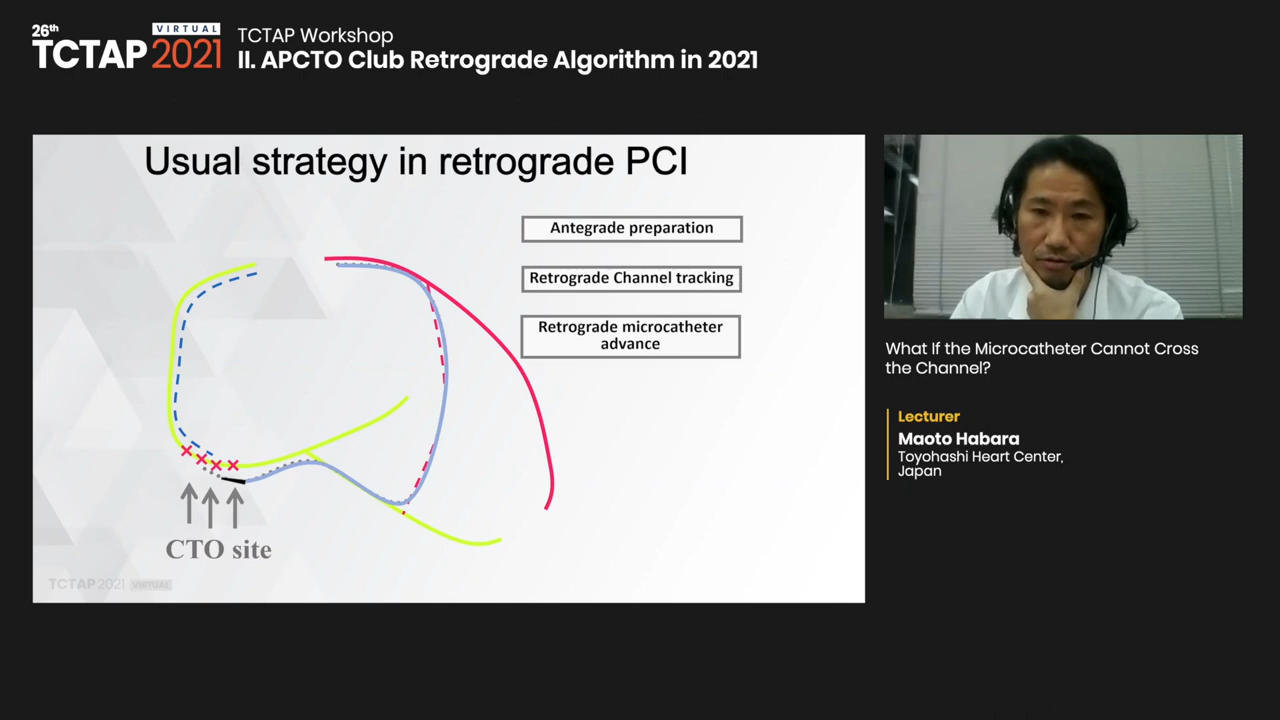 26th
VIRTUAL
TCTAP 2021
TCTAP Workshop
II. APCTO Club Retrograde Algorithm in 2021
Usual strategy in retrograde PCI
Antegrade preparation
Retrograde Channel tracking
Retrograde microcatheter
advance
CTO site
TCTAP 2021 VIRTUAL
What If the Microcatheter Cannot Cross
the Channel?
Lecturer
Maoto Habara
Toyohashi Heart Center,
Japan